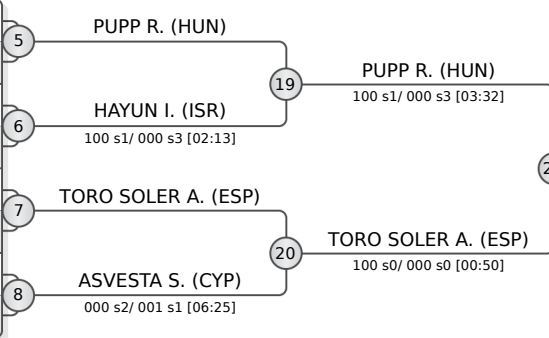 5
PUPP R. (HUN)
19
PUPP R. (HUN)
100 s1/ 000 s3 [03:32]
6
HAYUN I. (ISR)
100 s1/ 000 s3 [02:13]
7
TORO SOLER A. (ESP)
20
TORO SOLER A. (ESP)
100 s0/ 000 s0 [00:50]
8
ASVESTA S. (CYP)
000 s2/ 001 s1 [06:25]